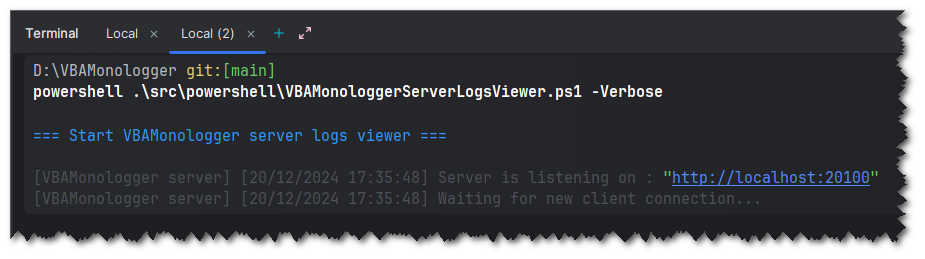 Terminal Local × Local (2) × +
D:\VBAMonologger git:[main]
powershell .\src\powershell\VBAMonologgerServerLogsViewer.ps1 -Verbose
=== Start VBAMonologger server logs viewer ===
[VBAMonologger server] [20/12/2024 17:35:48] Server is listening on : "http://localhost:20100"
[VBAMonologger server] [20/12/2024 17:35:48] Waiting for new client connection...